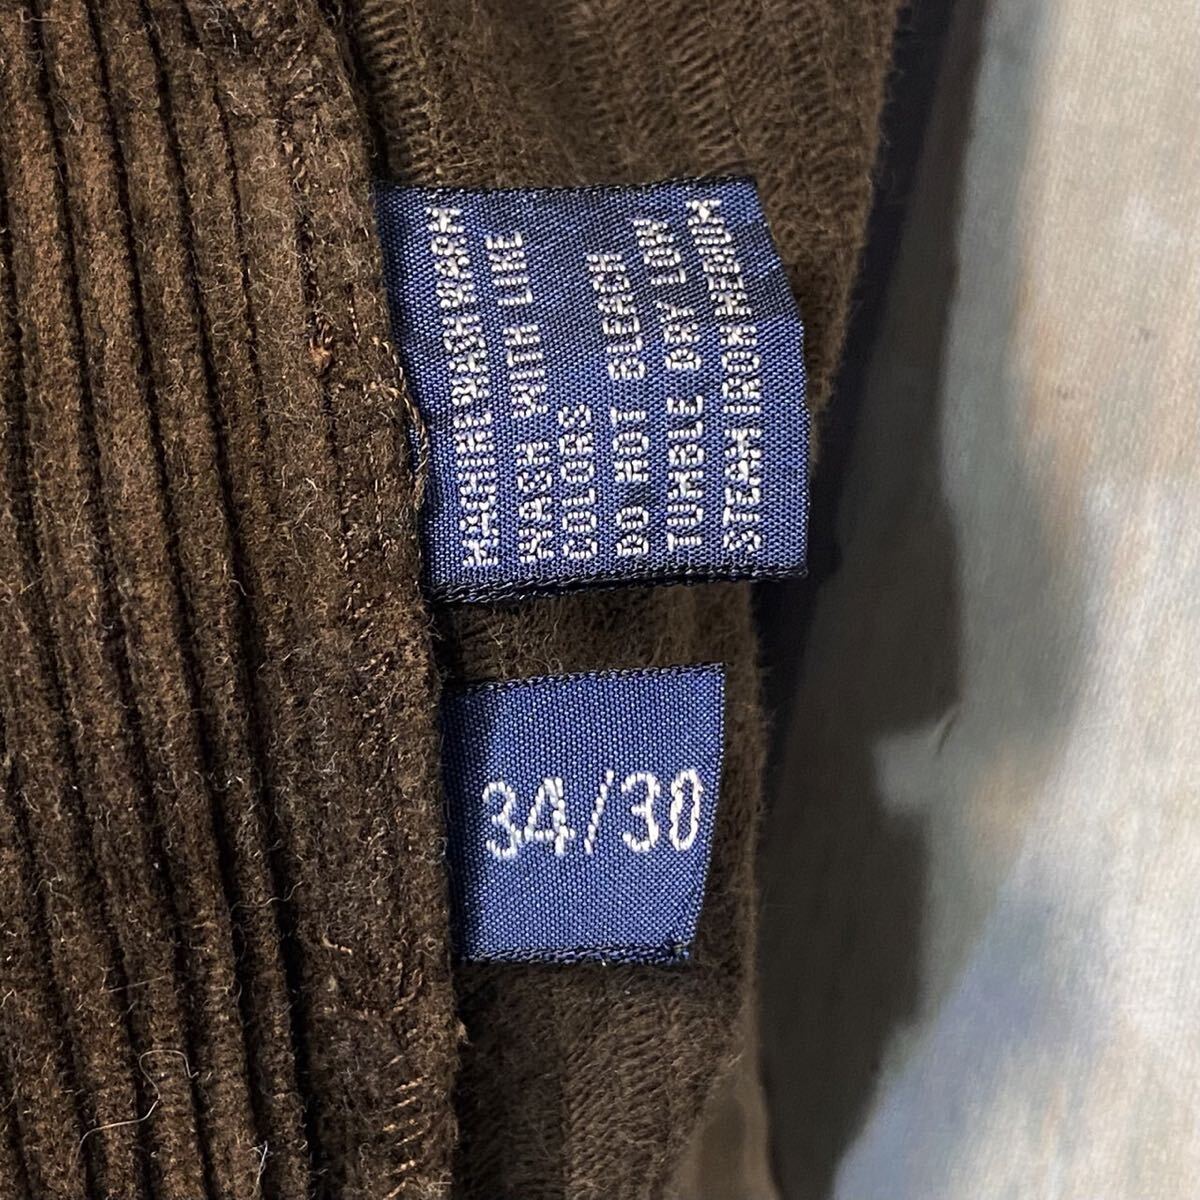 MACHINE WASH WARM
WASH WITH LIKE
COLORS
DO NOT BLEACH
TUMBLE DRY LOW
STEAM IRON MEDIUM
34/30